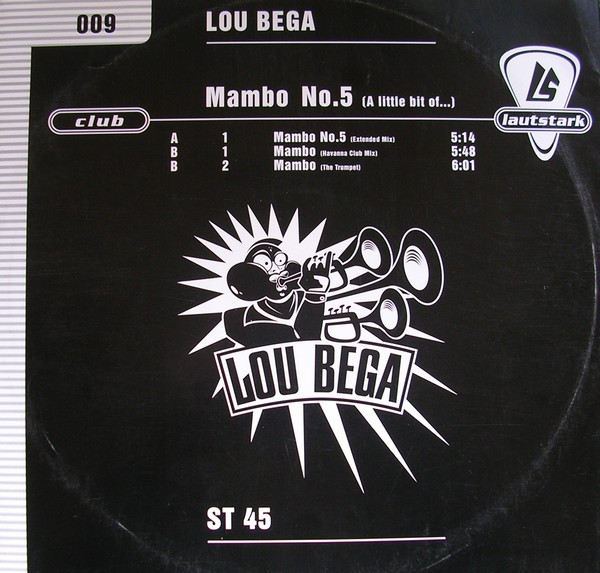 009
LOU BEGA
Mambo No.5 (A little bit of...)
LS
club
lautstark
A 1 Mambo No.5 (Extended Mix) 5:14
B 1 Mambo (Havanna Club Mix) 5:48
B 2 Mambo (The Trumpet) 6:01
LOU BEGA
ST 45